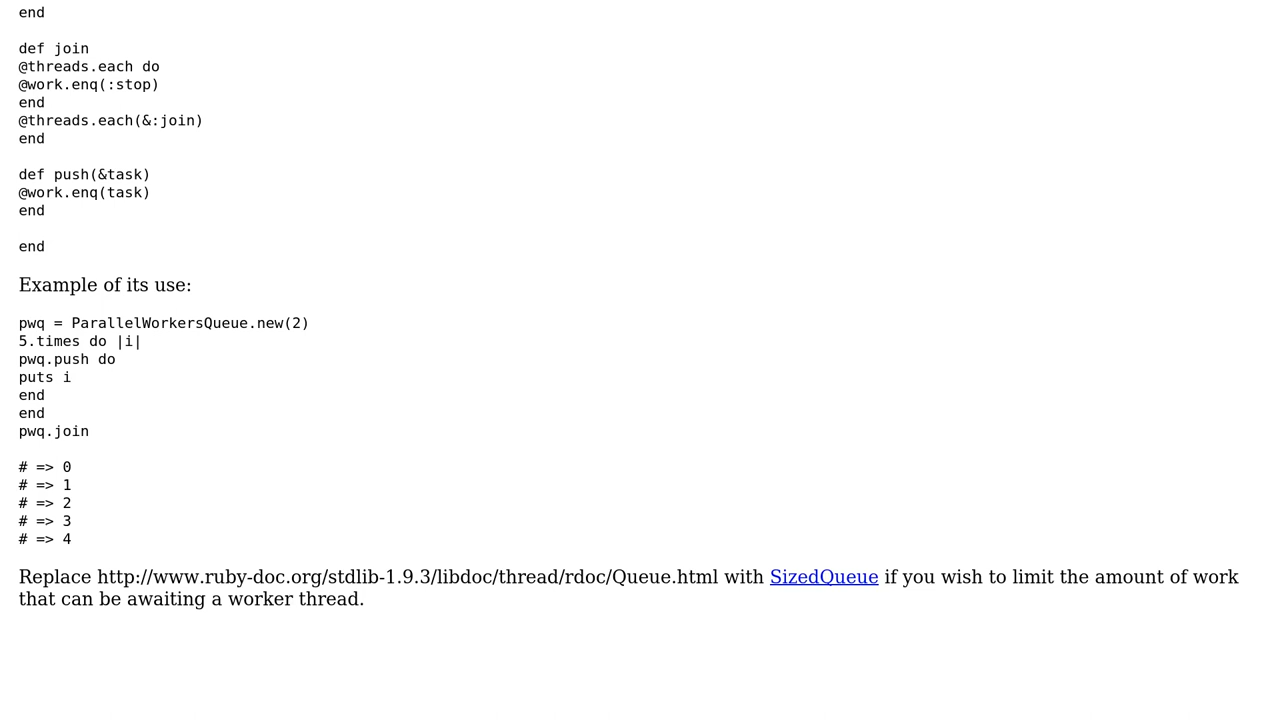 end

def join
@threads.each do
@work.enq(:stop)
end
@threads.each(&:join)
end

def push(&task)
@work.enq(task)
end

end

Example of its use:

pwq = ParallelWorkersQueue.new(2)
5.times do |i|
pwq.push do
puts i
end
end
pwq.join

# => 0
# => 1
# => 2
# => 3
# => 4

Replace http://www.ruby-doc.org/stdlib-1.9.3/libdoc/thread/rdoc/Queue.html with SizedQueue if you wish to limit the amount of work
that can be awaiting a worker thread.